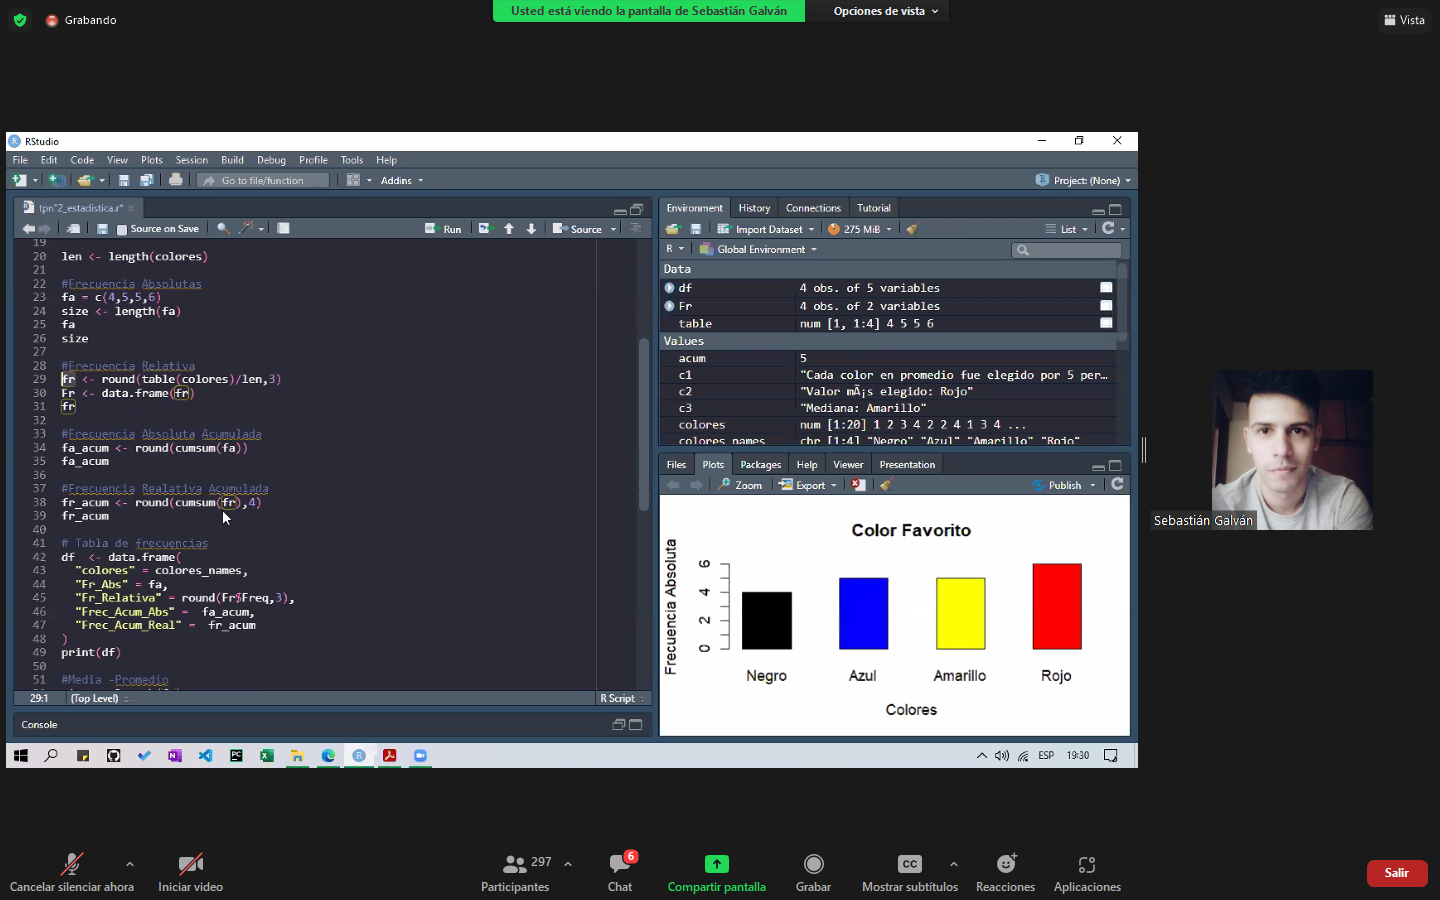 Grabando
Usted está viendo la pantalla de Sebastián Galván
Opciones de vista
Vista
RStudio
File Edit Code View Plots Session Build Debug Profile Tools Help
Go to file/function
Addins
Project: (None)
tpn°2_estadistica.r*
Source on Save
Run
Source
19
20 len <- length(colores)
21
22 #Frecuencia Absolutas
23 fa = c(4,5,5,6)
24 size <- length(fa)
25 fa
26 size
27
28 #Frecuencia Relativa
29 fr <- round(table(colores)/len,3)
30 Fr <- data.frame(fr)
31 fr
32
33 #Frecuencia Absoluta Acumulada
34 fa_acum <- round(cumsum(fa))
35 fa_acum
36
37 #Frecuencia Realativa Acumulada
38 fr_acum <- round(cumsum(fr),4)
39 fr_acum
40
41 # Tabla de frecuencias
42 df <- data.frame(
43 "colores" = colores_names,
44 "Fr_Abs" = fa,
45 "Fr_Relativa" = round(Fr$Freq,3),
46 "Frec_Acum_Abs" = fa_acum,
47 "Frec_Acum_Real" = fr_acum
48 )
49 print(df)
50
51 #Media -Promedio
29:1 (Top Level) R Script
Console
Environment History Connections Tutorial
Import Dataset 275 MiB List
R Global Environment
Data
df 4 obs. of 5 variables
Fr 4 obs. of 2 variables
table num [1, 1:4] 4 5 5 6
Values
acum 5
c1 "Cada color en promedio fue elegido por 5 per…
c2 "Valor mÃ¡s elegido: Rojo"
c3 "Mediana: Amarillo"
colores num [1:20] 1 2 3 4 2 2 4 1 3 4 ...
colores_names chr [1:4] "Negro" "Azul" "Amarillo" "Rojo"
Files Plots Packages Help Viewer Presentation
Zoom Export Publish
Color Favorito
Frecuencia Absoluta
6
4
2
0
Negro Azul Amarillo Rojo
Colores
ESP 19:30
Sebastián Galván
Cancelar silenciar ahora
Iniciar video
297
Participantes
6
Chat
Compartir pantalla
Grabar
CC
Mostrar subtítulos
Reacciones
Aplicaciones
Salir